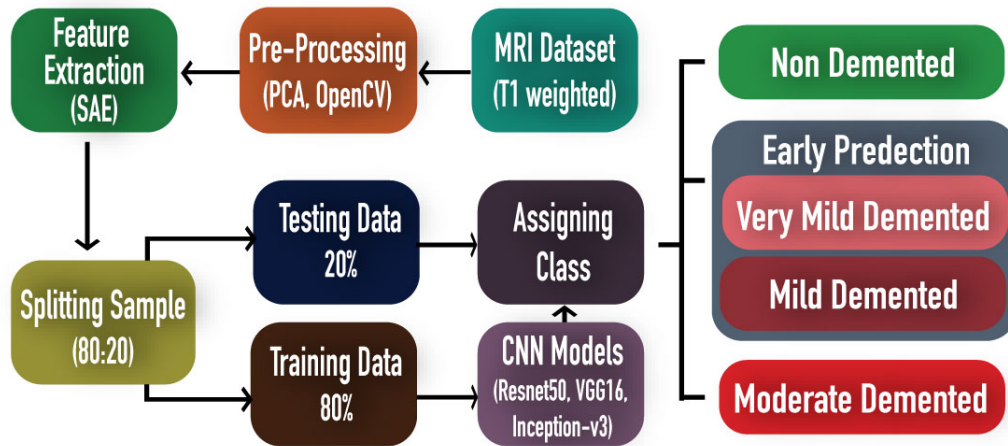 Feature
Extraction
(SAE)
Pre-Processing
(PCA, OpenCV)
MRI Dataset
(T1 weighted)
Non Demented
Early Predection
Very Mild Demented
Mild Demented
Moderate Demented
Testing Data
20%
Assigning
Class
Splitting Sample
(80:20)
Training Data
80%
CNN Models
(Resnet50, VGG16,
Inception-v3)